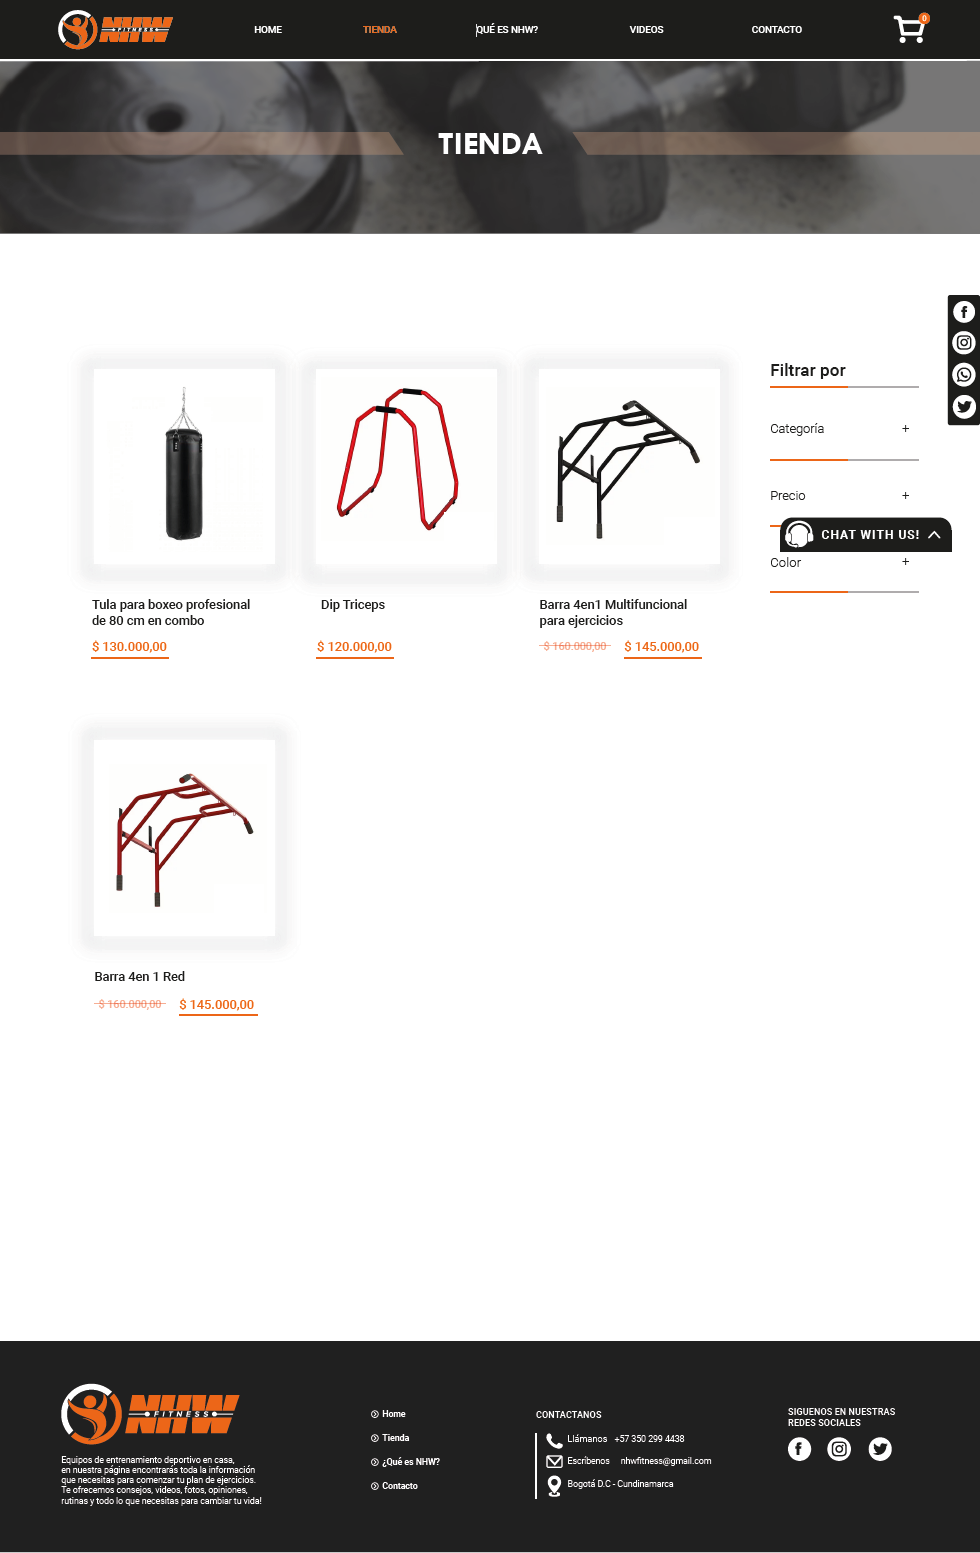 NHW
FITNESS
HOME
TIENDA
¿QUÉ ES NHW?
VIDEOS
CONTACTO
0
TIENDA
Filtrar por
Categoría +
Precio +
CHAT WITH US!
Color +
Tula para boxeo profesional
de 80 cm en combo
$ 130.000,00
Dip Triceps
$ 120.000,00
Barra 4en1 Multifuncional
para ejercicios
$ 160.000,00 $ 145.000,00
Barra 4en 1 Red
$ 160.000,00 $ 145.000,00
NHW
FITNESS
Equipos de entrenamiento deportivo en casa,
en nuestra página encontrarás toda la información
que necesitas para comenzar tu plan de ejercicios.
Te ofrecemos consejos, videos, fotos, opiniones,
rutinas y todo lo que necesitas para cambiar tu vida!
Home
Tienda
¿Qué es NHW?
Contacto
CONTACTANOS
Llámanos +57 350 299 4438
Escríbenos nhwfitness@gmail.com
Bogotá D.C - Cundinamarca
SIGUENOS EN NUESTRAS
REDES SOCIALES